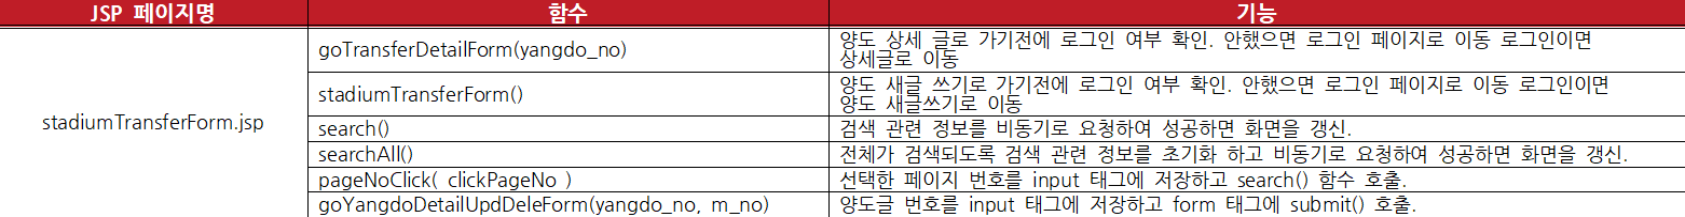 JSP 페이지명 함수 기능
stadiumTransferForm.jsp
goTransferDetailForm(yangdo_no)
양도 상세 글로 가기전에 로그인 여부 확인. 안했으면 로그인 페이지로 이동 로그인이면
상세글로 이동
stadiumTransferForm()
양도 새글 쓰기로 가기전에 로그인 여부 확인. 안했으면 로그인 페이지로 이동 로그인이면
양도 새글쓰기로 이동
search()
검색 관련 정보를 비동기로 요청하여 성공하면 화면을 갱신.
searchAll()
전체가 검색되도록 검색 관련 정보를 초기화 하고 비동기로 요청하여 성공하면 화면을 갱신.
pageNoClick( clickPageNo )
선택한 페이지 번호를 input 태그에 저장하고 search() 함수 호출.
goYangdoDetailUpdDeleForm(yangdo_no, m_no)
양도글 번호를 input 태그에 저장하고 form 태그에 submit() 호출.